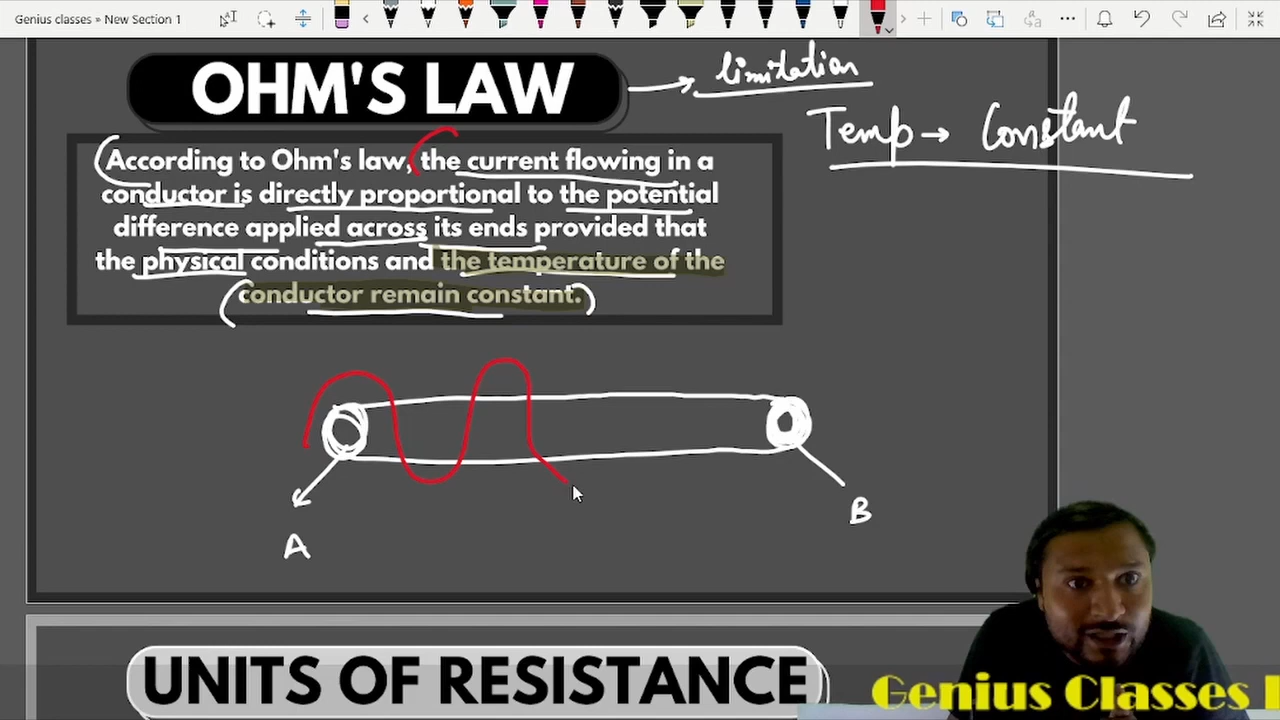 Genius classes » New Section 1
OHM'S LAW
limitation
Temp → Constant
According to Ohm's law, the current flowing in a
conductor is directly proportional to the potential
difference applied across its ends provided that
the physical conditions and the temperature of the
conductor remain constant.
A
B
UNITS OF RESISTANCE
Genius Classes